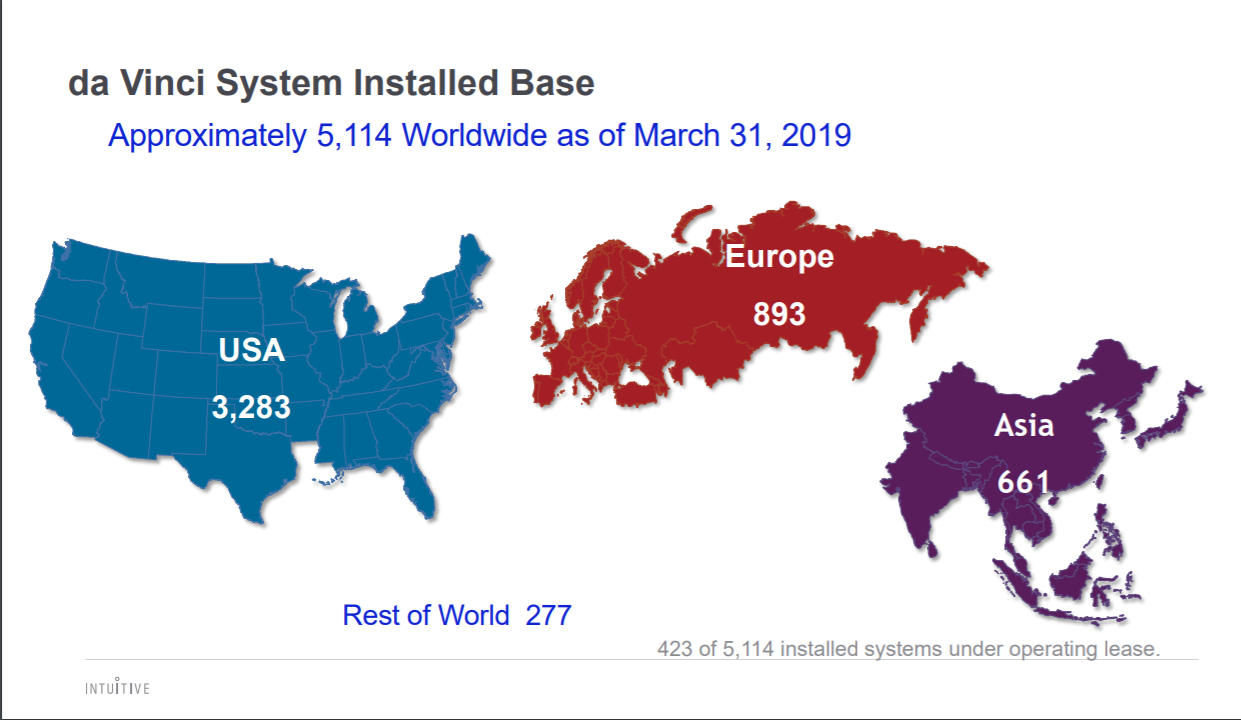 da Vinci System Installed Base
Approximately 5,114 Worldwide as of March 31, 2019
Europe
893
USA
3,283
Asia
661
Rest of World 277
423 of 5,114 installed systems under operating lease.
INTUITIVE